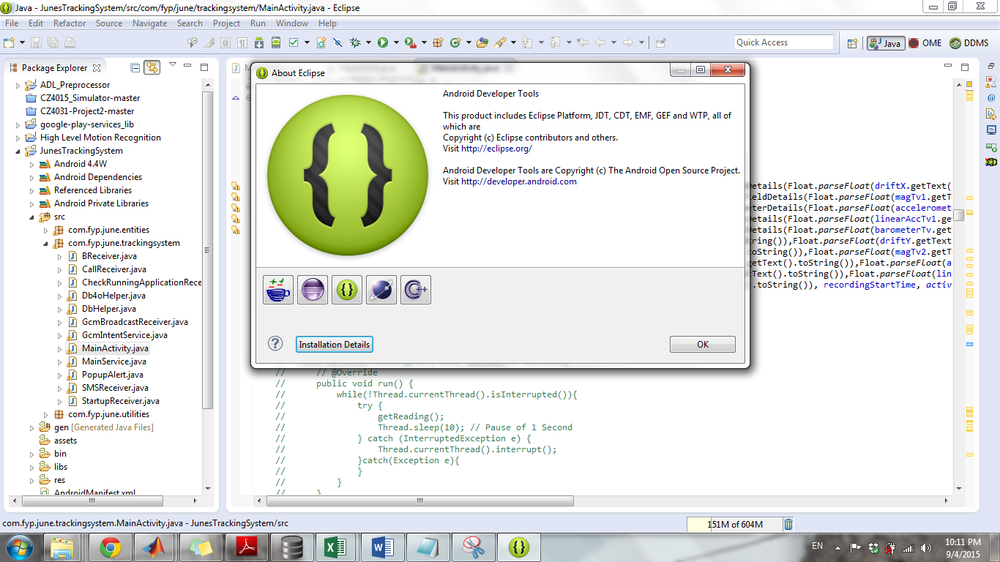 Java - JunesTrackingSystem/src/com/fyp/june/trackingsystem/MainActivity.java - Eclipse
File Edit Refactor Source Navigate Search Project Run Window Help
Quick Access
Java
OME
DDMS
Package Explorer
ADL_Preprocessor
CZ4015_Simulator-master
CZ4031-Project2-master
google-play-services_lib
High Level Motion Recognition
JunesTrackingSystem
Android 4.4W
Android Dependencies
Referenced Libraries
Android Private Libraries
src
com.fyp.june.entities
com.fyp.june.trackingsystem
BReceiver.java
CallReceiver.java
CheckRunningApplicationRece
Db4oHelper.java
DbHelper.java
GcmBroadcastReceiver.java
GcmIntentService.java
MainActivity.java
MainService.java
PopupAlert.java
SMSReceiver.java
StartupReceiver.java
com.fyp.june.utilities
gen [Generated Java Files]
assets
bin
libs
res
AndroidManifest.xml
About Eclipse
Android Developer Tools
This product includes Eclipse Platform, JDT, CDT, EMF, GEF and WTP, all of
which are
Copyright (c) Eclipse contributors and others.
Visit http://eclipse.org/
Android Developer Tools are Copyright (c) The Android Open Source Project.
Visit http://developer.android.com
C++
?
Installation Details
OK
Details(Float.parseFloat(driftX.getText(
eldDetails(Float.parseFloat(magTv1.getT
eterDetails(Float.parseFloat(acceleromet
Details(Float.parseFloat(linearAccTv1.ge
Details(Float.parseFloat(barometerTv.get
tring()),Float.parseFloat(driftY.getText
toString()),Float.parseFloat(magTv2.getT
getText().toString()),Float.parseFloat(a
tText().toString()),Float.parseFloat(lin
.toString()), recordingStartTime, activ
// // @Override
// public void run() {
// while(!Thread.currentThread().isInterrupted()){
// try {
// getReading();
// Thread.sleep(10); // Pause of 1 Second
// } catch (InterruptedException e) {
// Thread.currentThread().interrupt();
// }catch(Exception e){
// }
// }
// }
com.fyp.june.trackingsystem.MainActivity.java - JunesTrackingSystem/src
151M of 604M
EN
10:11 PM
9/4/2015